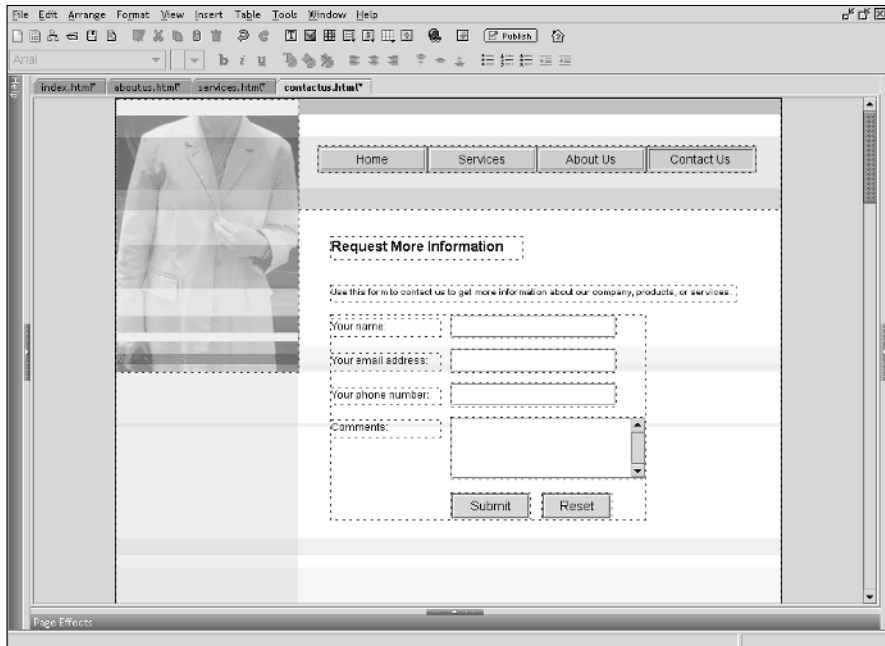 File Edit Arrange Format View Insert Table Tools Window Help
Publish
Arial
b i u
index.html* aboutus.html* services.html* contactus.html*
Help
Home Services About Us Contact Us
Request More Information
Use this form to contact us to get more information about our company, products, or services.
Your name:
Your email address:
Your phone number:
Comments:
Submit Reset
Page Effects